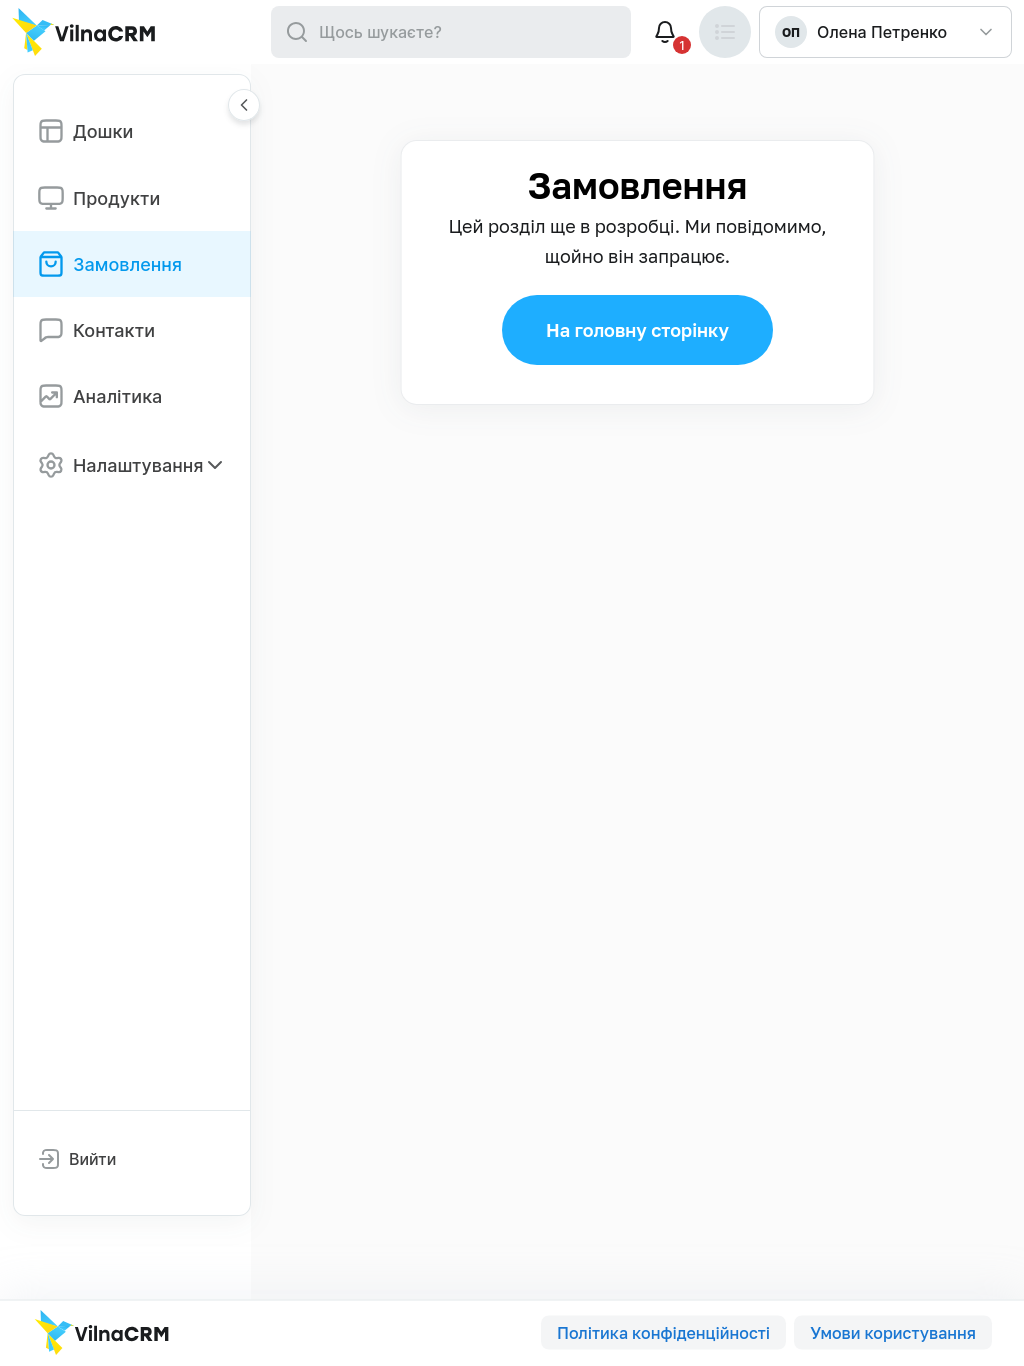 VilnaCRM
Щось шукаєте?
1
ОП
Олена Петренко
Дошки
Продукти
Замовлення
Контакти
Аналітика
Налаштування
Вийти
Замовлення
Цей розділ ще в розробці. Ми повідомимо,
щойно він запрацює.
На головну сторінку
VilnaCRM
Політика конфіденційності
Умови користування